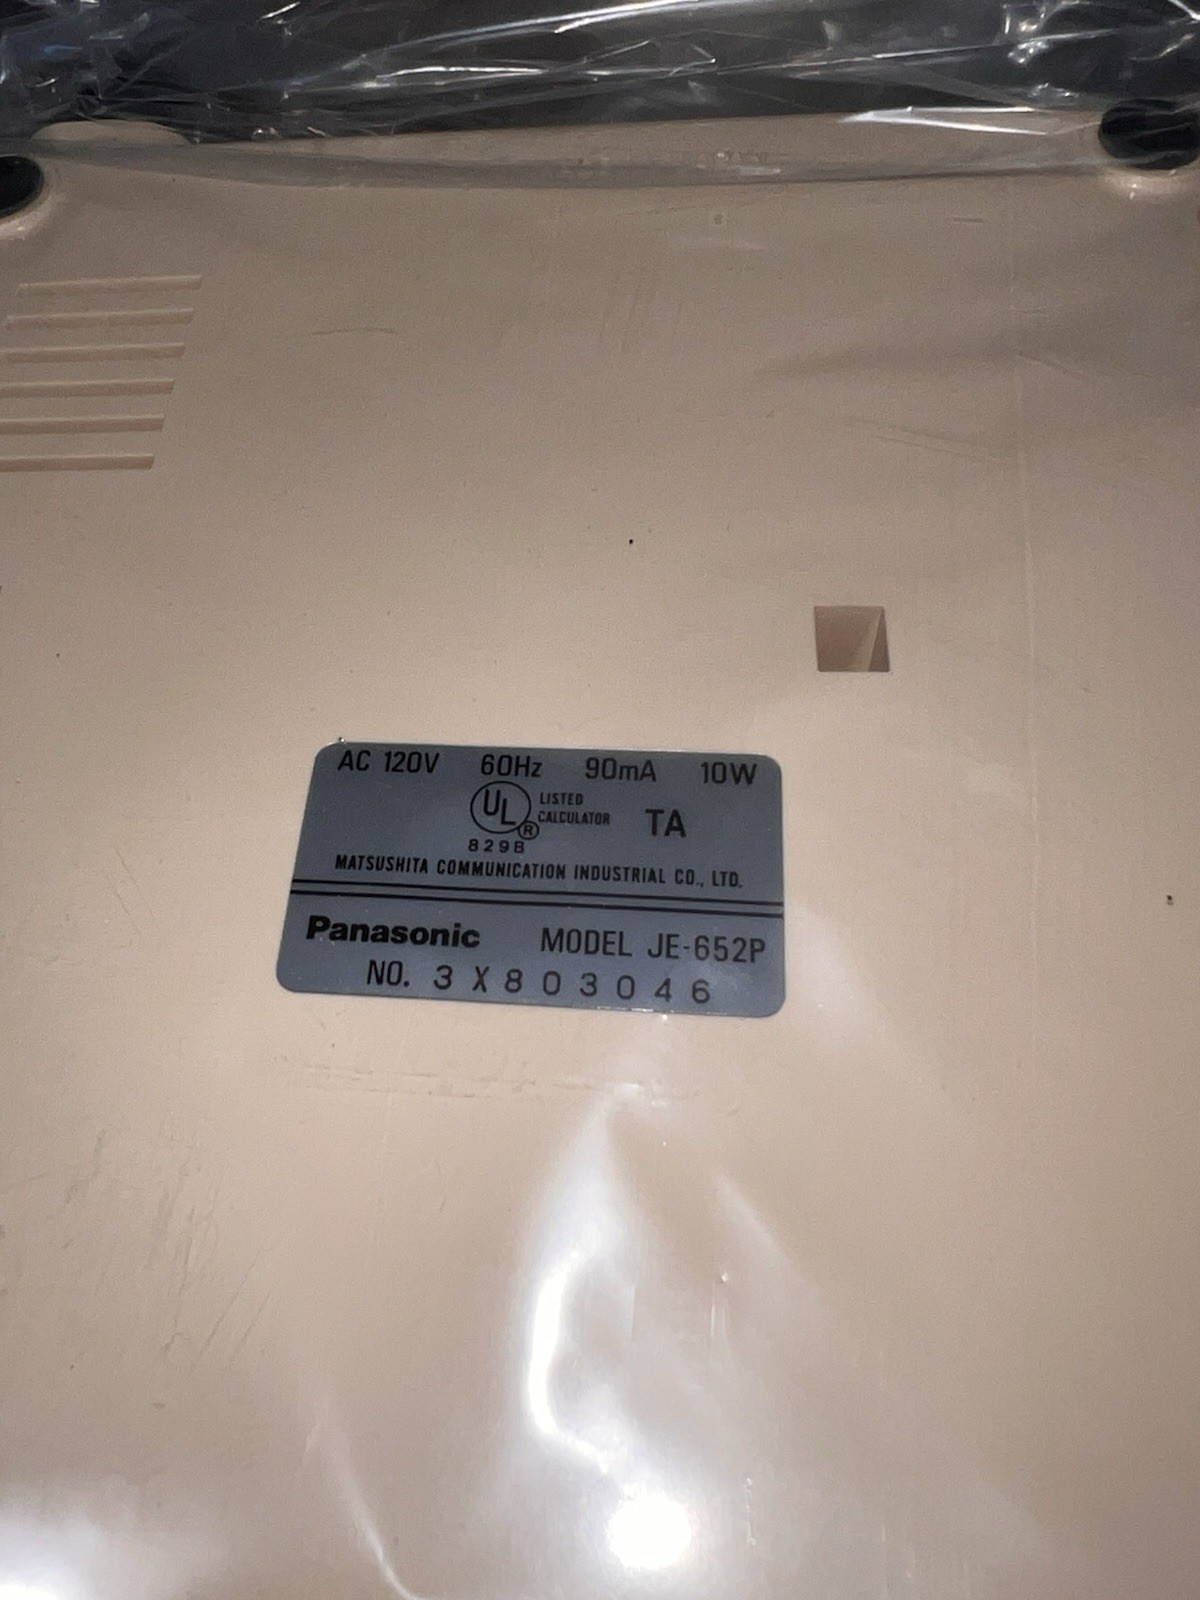 AC 120V 60Hz 90mA 10W
UL ® LISTED
CALCULATOR TA
829B
MATSUSHITA COMMUNICATION INDUSTRIAL CO., LTD.
Panasonic MODEL JE-652P
NO. 3X803046